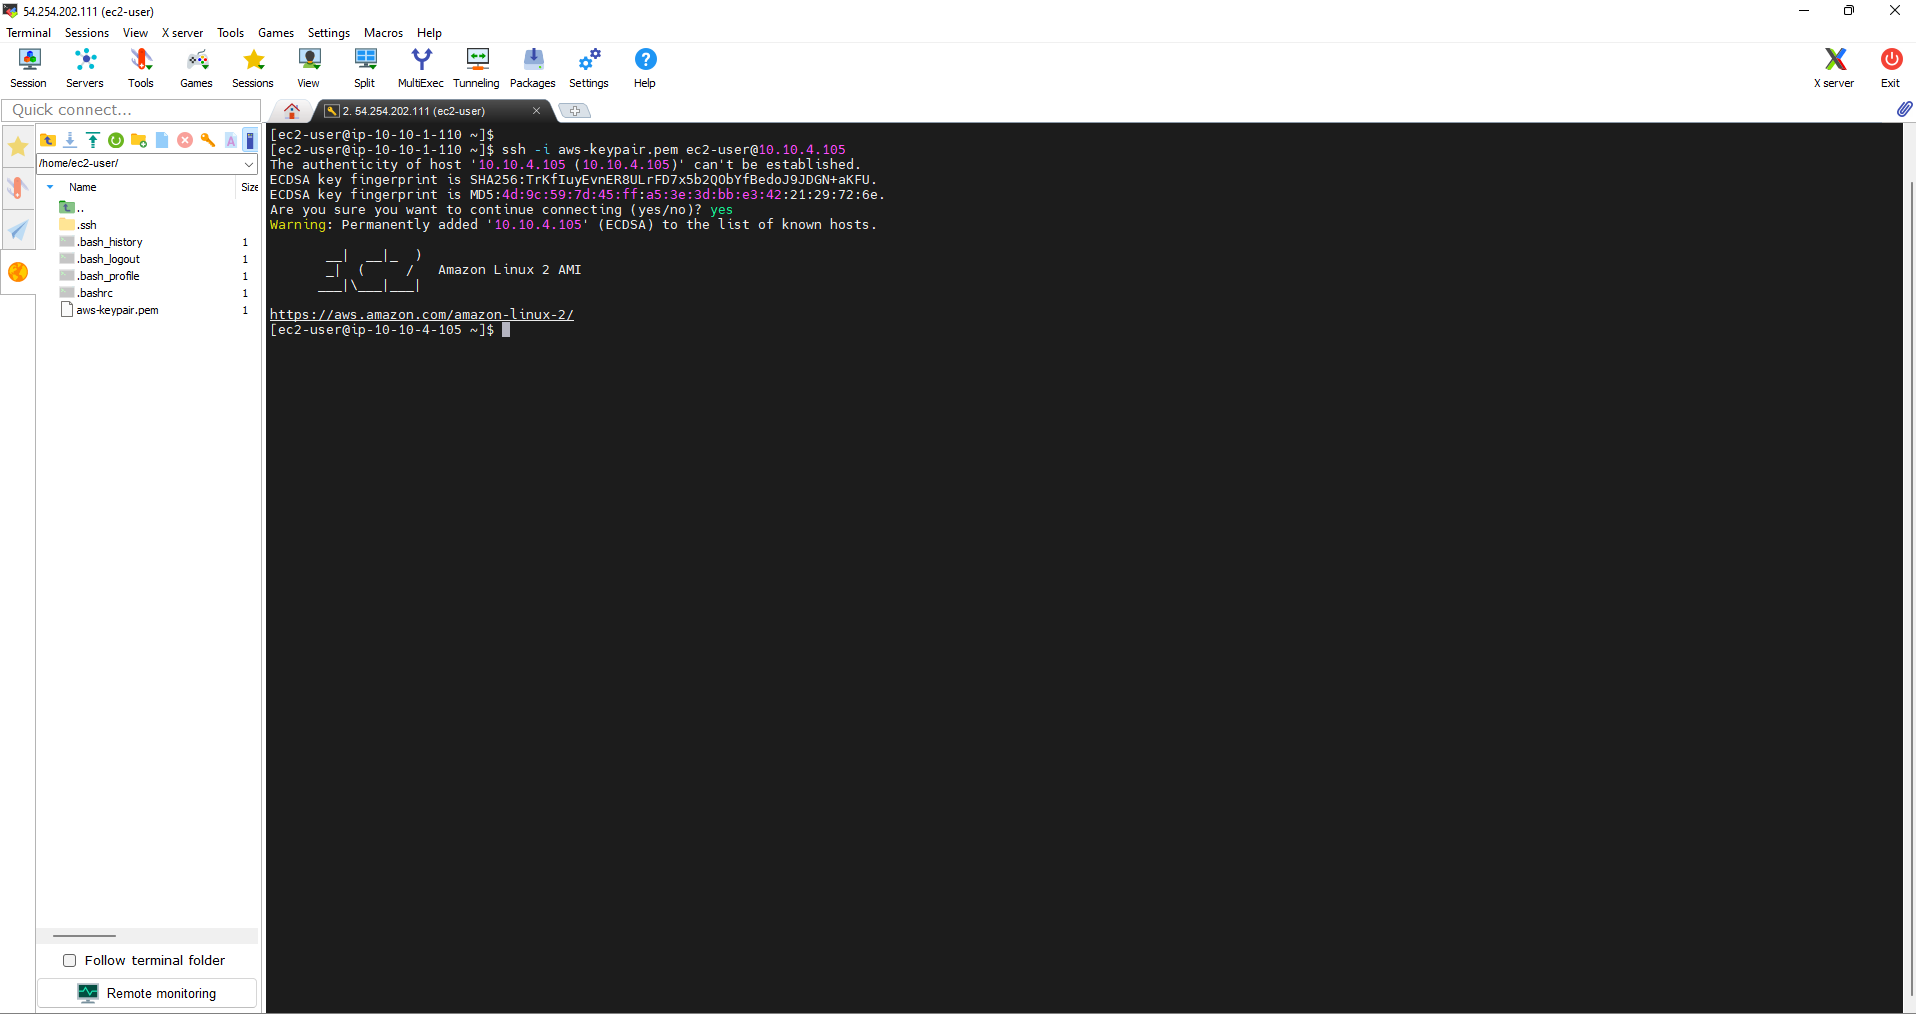 54.254.202.111 (ec2-user)
Terminal Sessions View X server Tools Games Settings Macros Help
Session Servers Tools Games Sessions View Split MultiExec Tunneling Packages Settings Help X server Exit
Quick connect...
2. 54.254.202.111 (ec2-user)
/home/ec2-user/
Name Size
..
.ssh
.bash_history 1
.bash_logout 1
.bash_profile 1
.bashrc 1
aws-keypair.pem 1
Follow terminal folder
Remote monitoring
[ec2-user@ip-10-10-1-110 ~]$
[ec2-user@ip-10-10-1-110 ~]$ ssh -i aws-keypair.pem ec2-user@10.10.4.105
The authenticity of host '10.10.4.105 (10.10.4.105)' can't be established.
ECDSA key fingerprint is SHA256:TrKfIuyEvnER8ULrFD7x5b2QObYfBedoJ9JDGN+aKFU.
ECDSA key fingerprint is MD5:4d:9c:59:7d:45:ff:a5:3e:3d:bb:e3:42:21:29:72:6e.
Are you sure you want to continue connecting (yes/no)? yes
Warning: Permanently added '10.10.4.105' (ECDSA) to the list of known hosts.
       __|  __|_  )
       _|  (     /   Amazon Linux 2 AMI
      ___|\___|___|
https://aws.amazon.com/amazon-linux-2/
[ec2-user@ip-10-10-4-105 ~]$